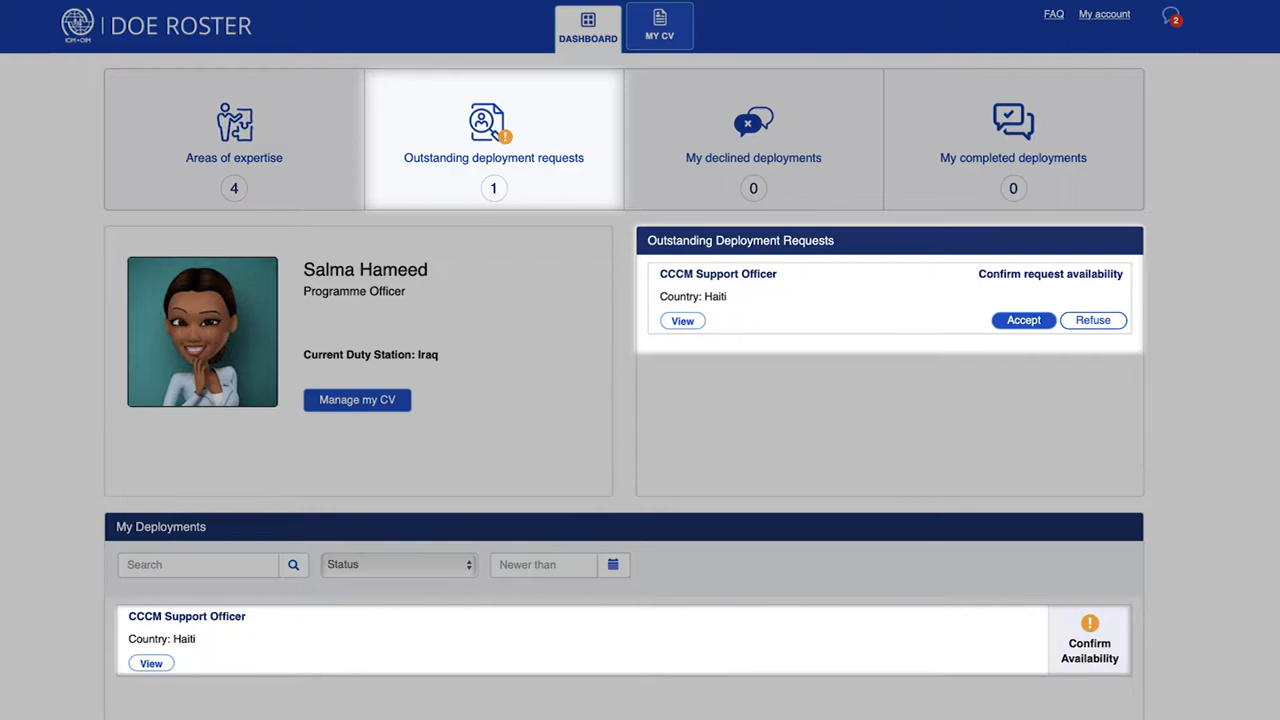 IOM • OIM
DOE ROSTER
DASHBOARD
MY CV
FAQ
My account
2
Areas of expertise
4
Outstanding deployment requests
1
My declined deployments
0
My completed deployments
0
Salma Hameed
Programme Officer
Current Duty Station: Iraq
Manage my CV
Outstanding Deployment Requests
CCCM Support Officer
Confirm request availability
Country: Haiti
View
Accept
Refuse
My Deployments
Search
Status
Newer than
CCCM Support Officer
Country: Haiti
View
Confirm
Availability